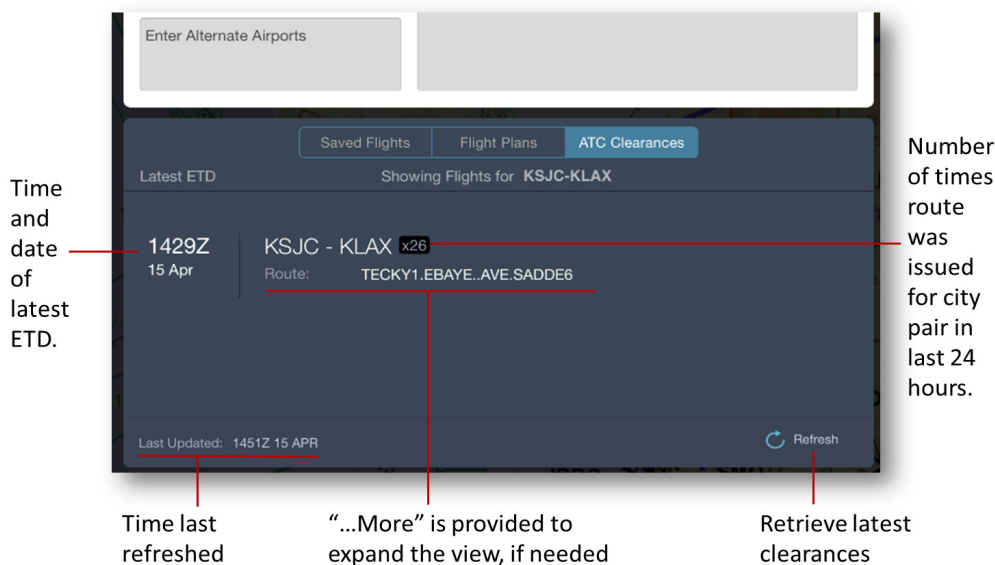 Enter Alternate Airports
Saved Flights
Flight Plans
ATC Clearances
Latest ETD
Showing Flights for KSJC-KLAX
1429Z
15 Apr
KSJC - KLAX x26
Route: TECKY1.EBAYE..AVE.SADDE6
Last Updated: 1451Z 15 APR
Refresh
Time
and
date
of
latest
ETD.
Number
of times
route
was
issued
for city
pair in
last 24
hours.
Time last
refreshed
“…More” is provided to
expand the view, if needed
Retrieve latest
clearances